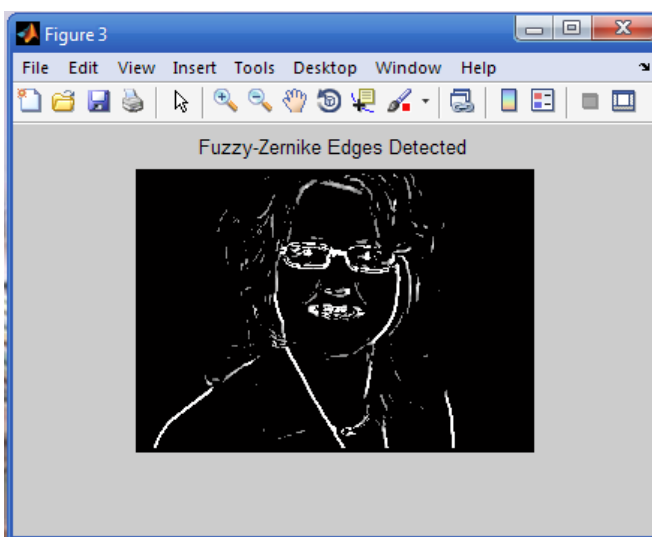 Figure 3
File Edit View Insert Tools Desktop Window Help
Fuzzy-Zernike Edges Detected